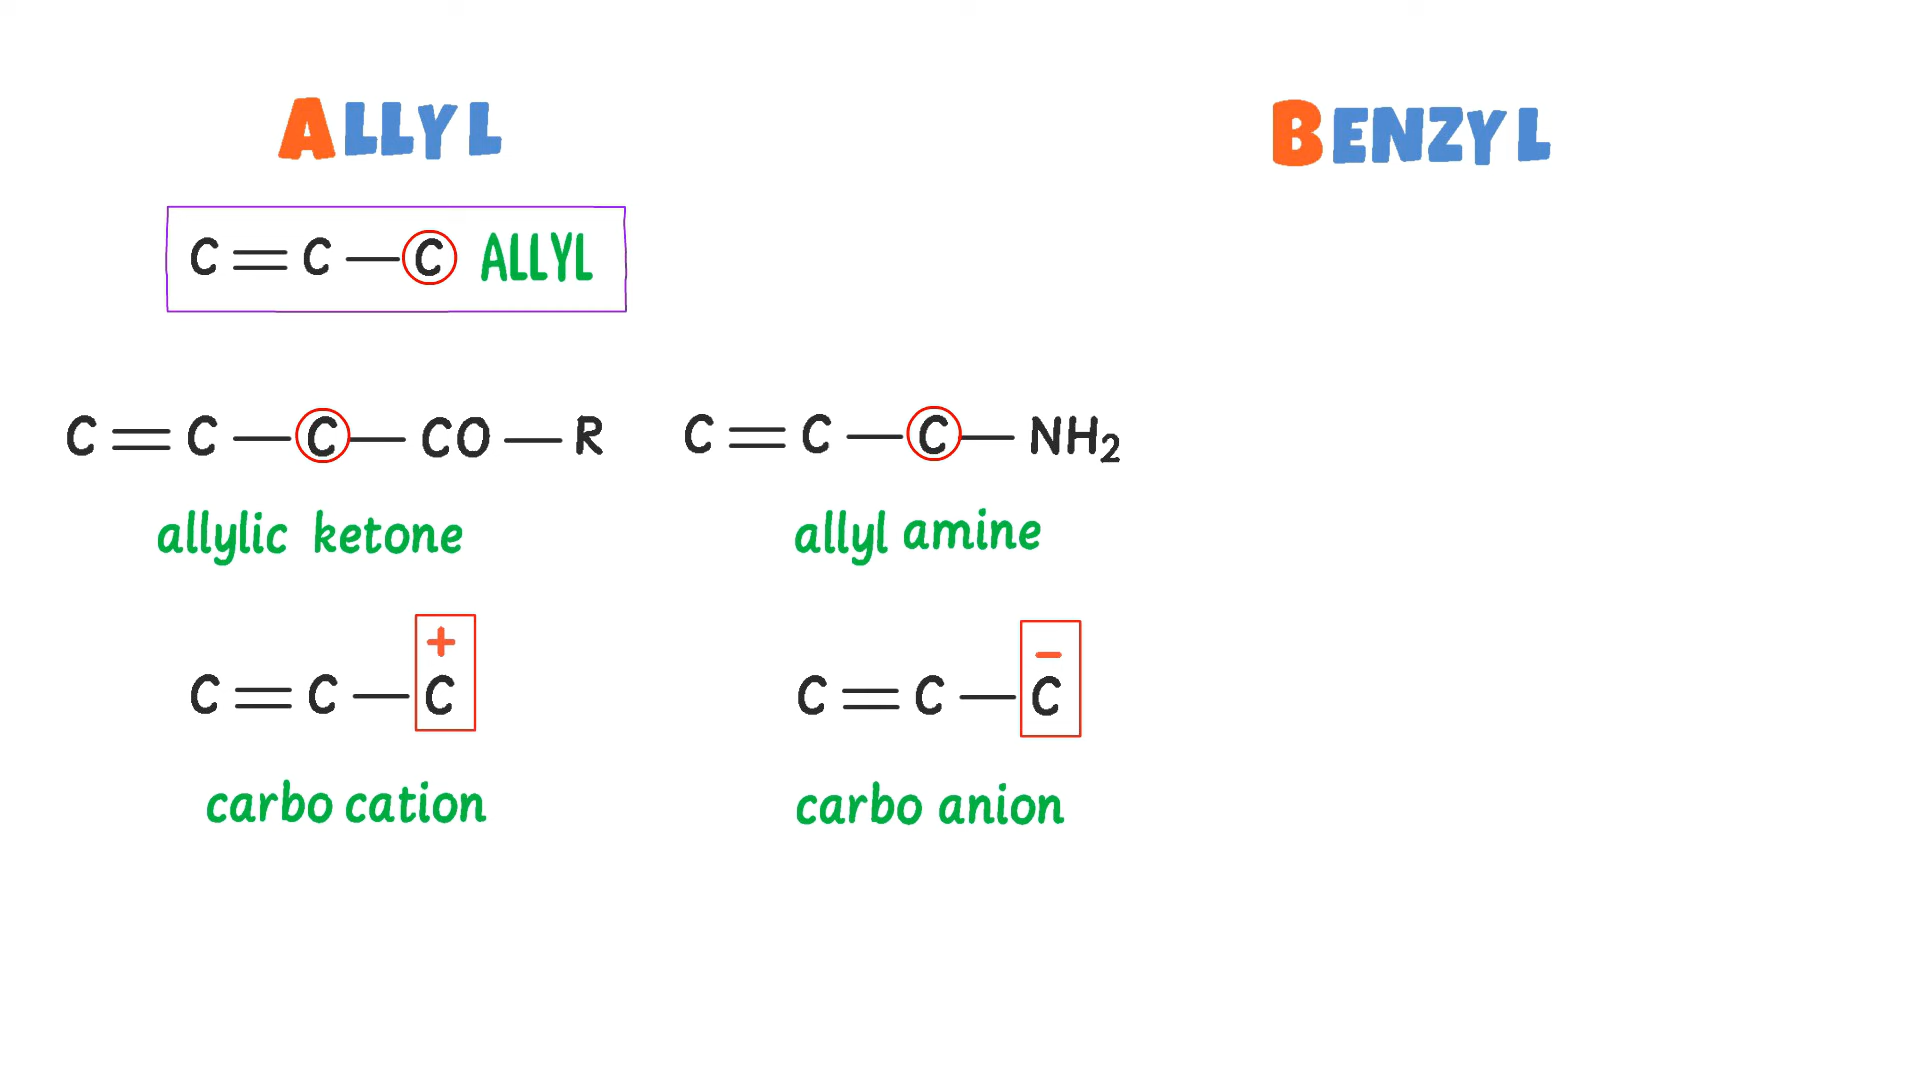 ALLYL
BENZYL
C=C—C ALLYL
C=C—C—CO—R
C=C—C—NH₂
allylic ketone
allyl amine
+
C=C—C
−
C=C—C
carbo cation
carbo anion